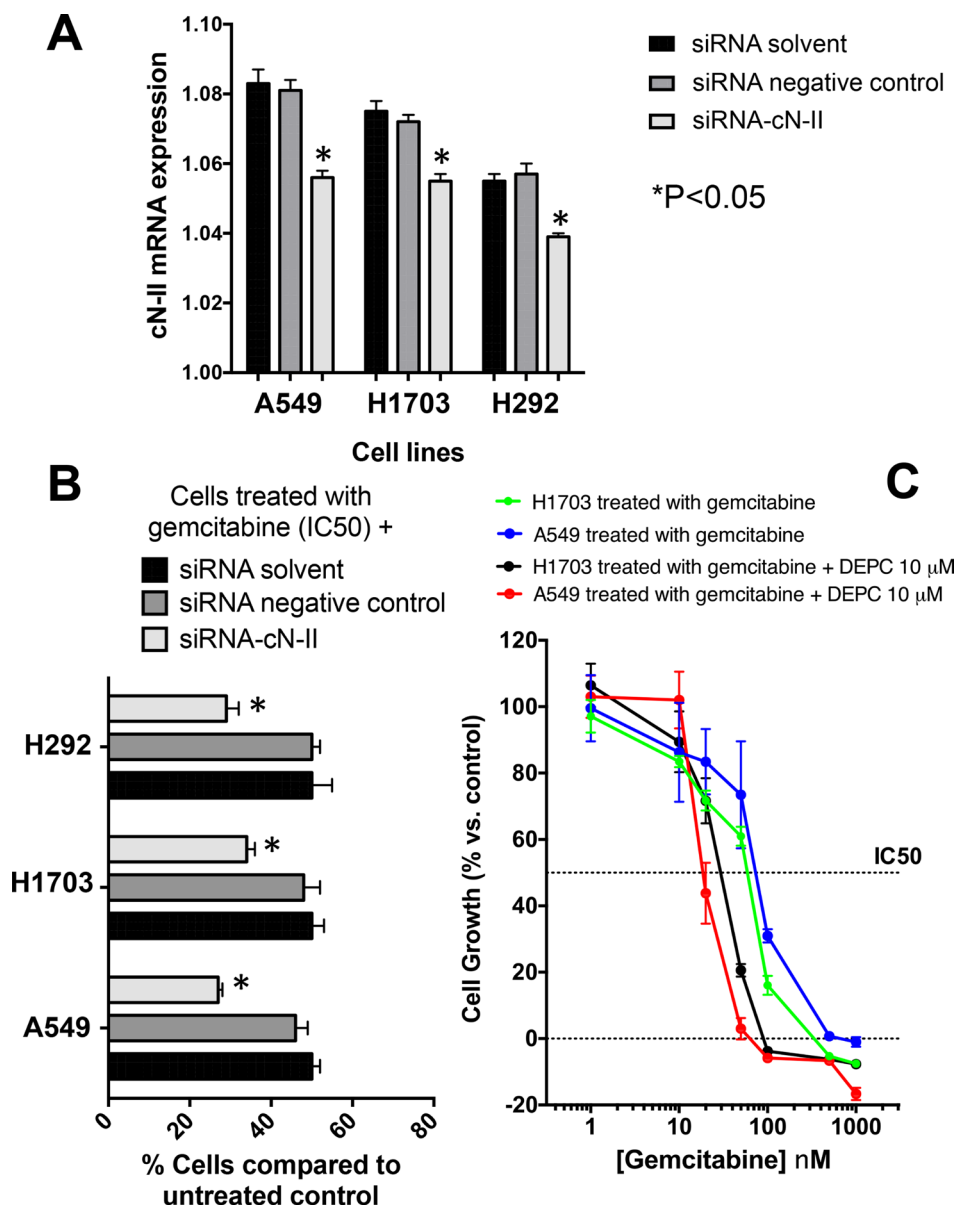 A
siRNA solvent
siRNA negative control
siRNA-cN-II
*P<0.05
cN-II mRNA expression
1.10
1.08
1.06
1.04
1.02
1.00
*
*
*
A549
H1703
H292
Cell lines
B
Cells treated with
gemcitabine (IC50) +
siRNA solvent
siRNA negative control
siRNA-cN-II
H292
H1703
A549
*
*
*
0
20
40
60
80
% Cells compared to
untreated control
C
H1703 treated with gemcitabine
A549 treated with gemcitabine
H1703 treated with gemcitabine + DEPC 10 μM
A549 treated with gemcitabine + DEPC 10 μM
Cell Growth (% vs. control)
120
100
80
60
40
20
0
-20
IC50
1
10
100
1000
[Gemcitabine] nM